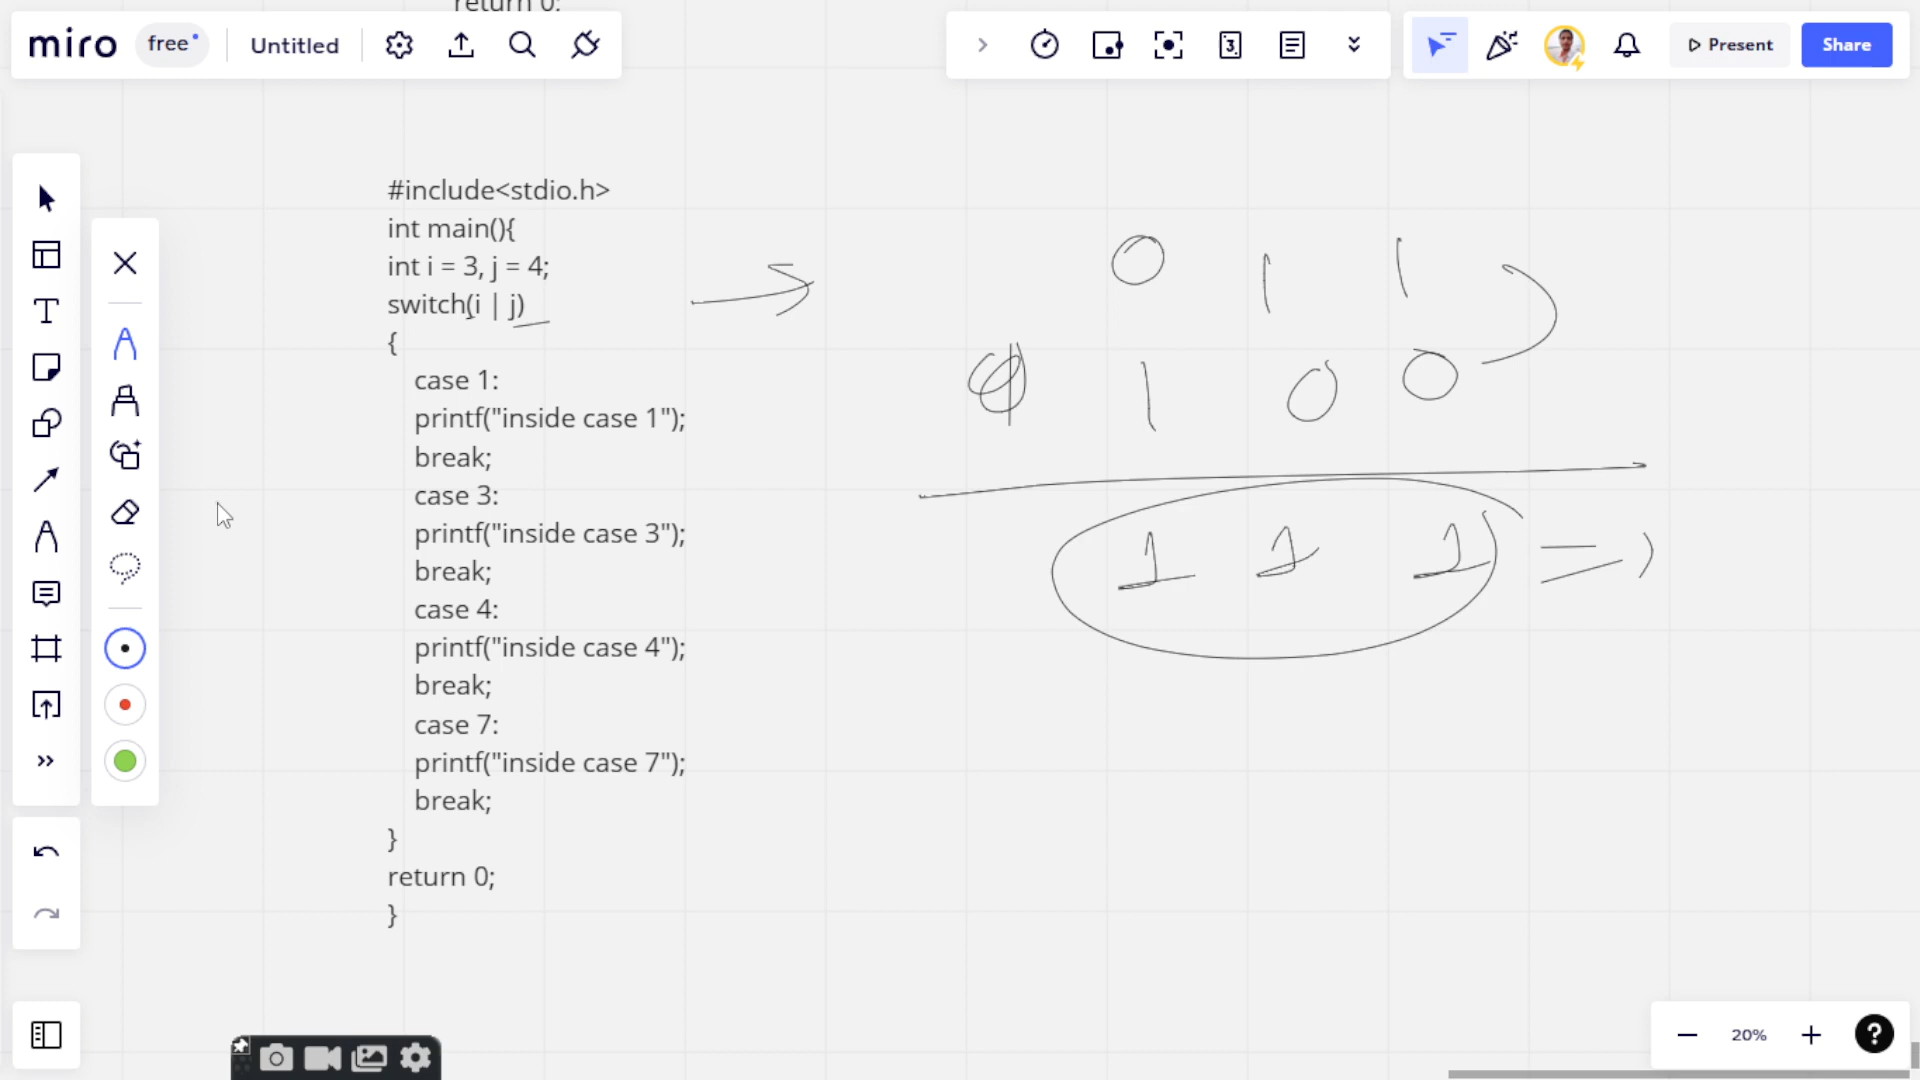 return 0;
miro free Untitled
3
Present
Share
#include<stdio.h>
int main(){
int i = 3, j = 4;
switch(i | j)
{
case 1:
printf("inside case 1");
break;
case 3:
printf("inside case 3");
break;
case 4:
printf("inside case 4");
break;
case 7:
printf("inside case 7");
break;
}
return 0;
}
0 1 1
1 0 0
1 1 1 =>
20%